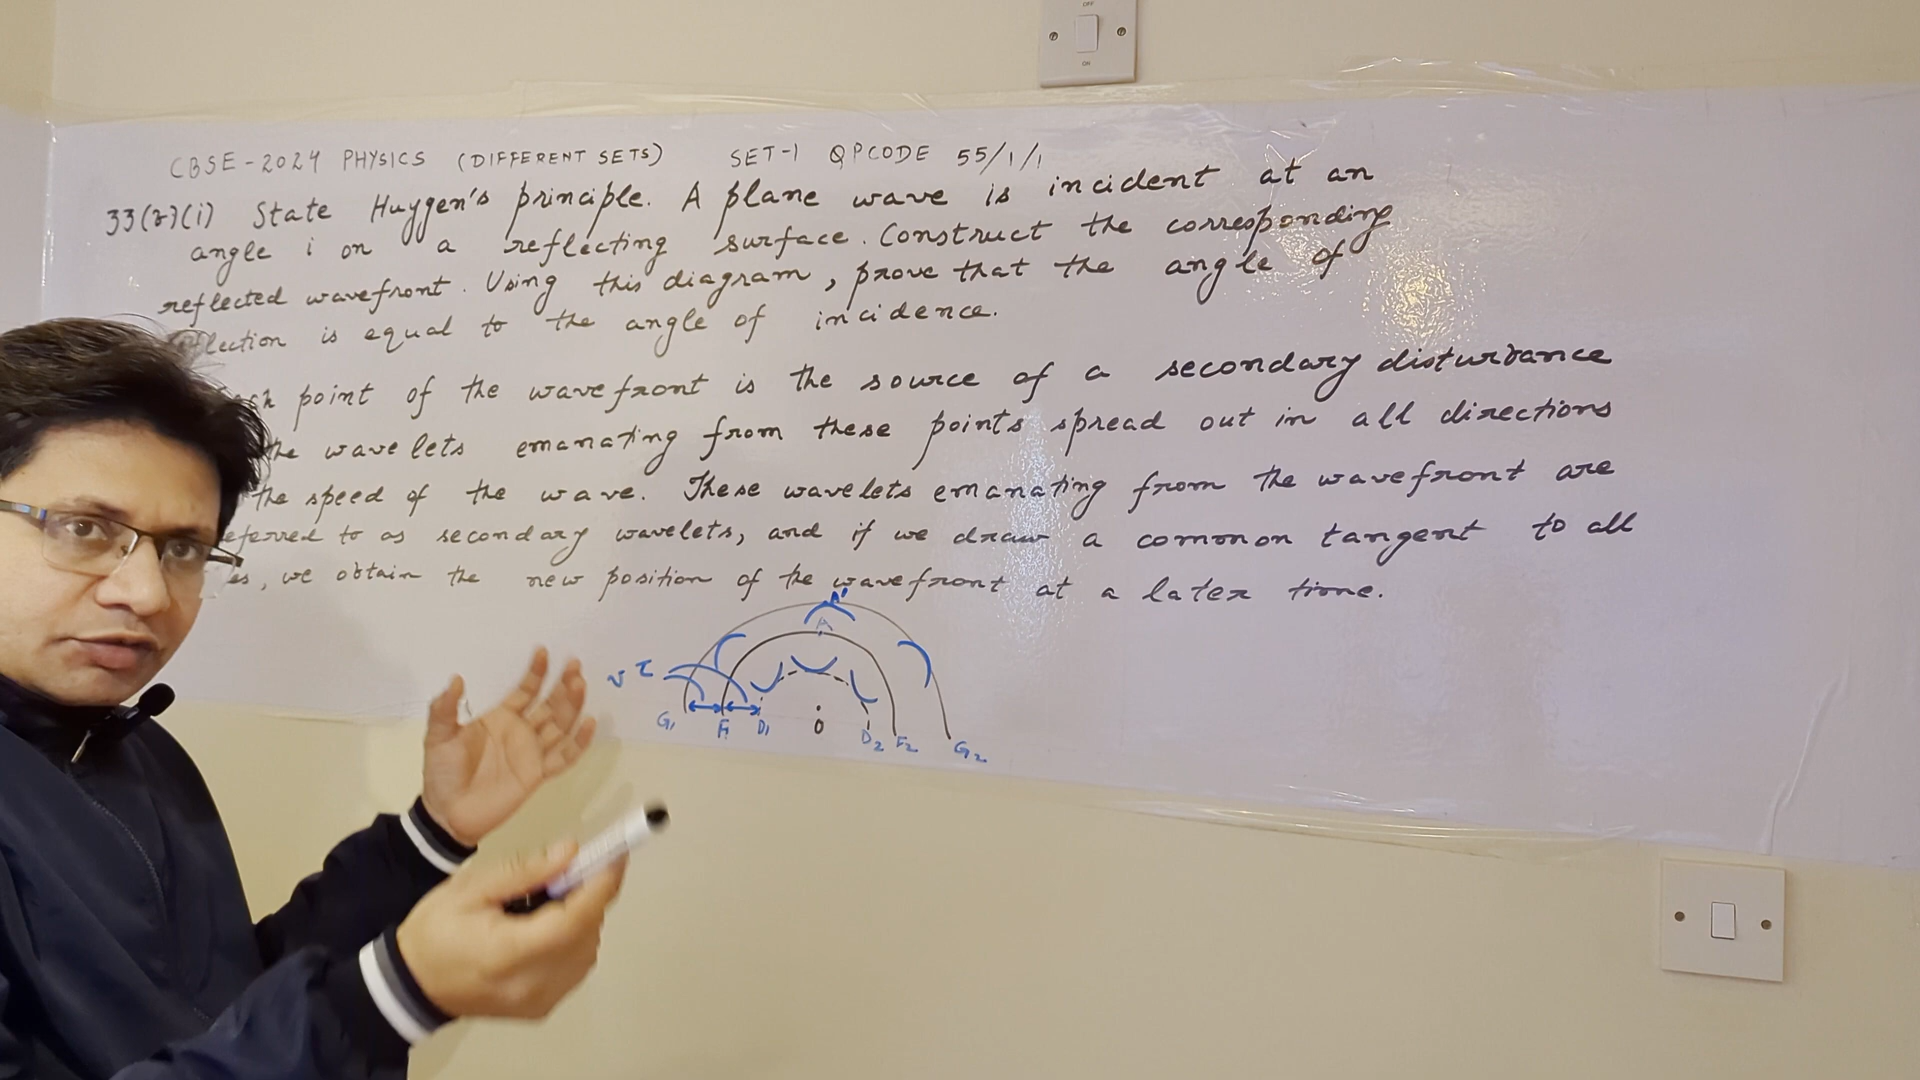 OFF
ON
CBSE-2024 PHYSICS (DIFFERENT SETS) SET-1 QPCODE 55/1/1
33(b)(i) State Huygen's principle. A plane wave is incident at an
angle i on a reflecting surface. Construct the corresponding
reflected wavefront. Using this diagram, prove that the angle of
flection is equal to the angle of incidence.
point of the wavefront is the source of a secondary disturbance
the wavelets emanating from these points spread out in all directions
the speed of the wave. These wavelets emanating from the wavefront are
eferred to as secondary wavelets, and if we draw a common tangent to all
es, we obtain the new position of the wavefront at a later time.
A'
A
v τ
G1 F1 D1 O D2 F2 G2